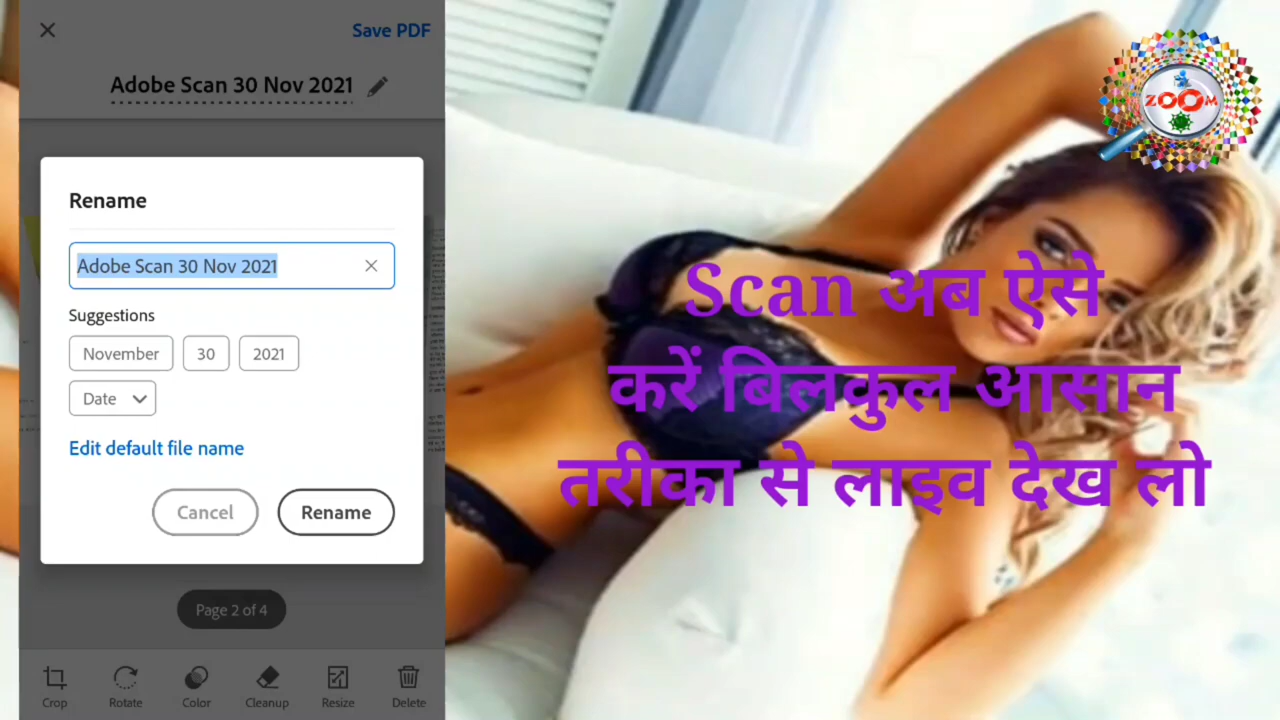 Save PDF
Adobe Scan 30 Nov 2021
Rename
Adobe Scan 30 Nov 2021
Suggestions
November 30 2021
Date
Edit default file name
Cancel Rename
Page 2 of 4
Crop Rotate Color Cleanup Resize Delete
ZOOM
Scan अब ऐसे
करें बिलकुल आसान
तरीका से लाइव देख लो